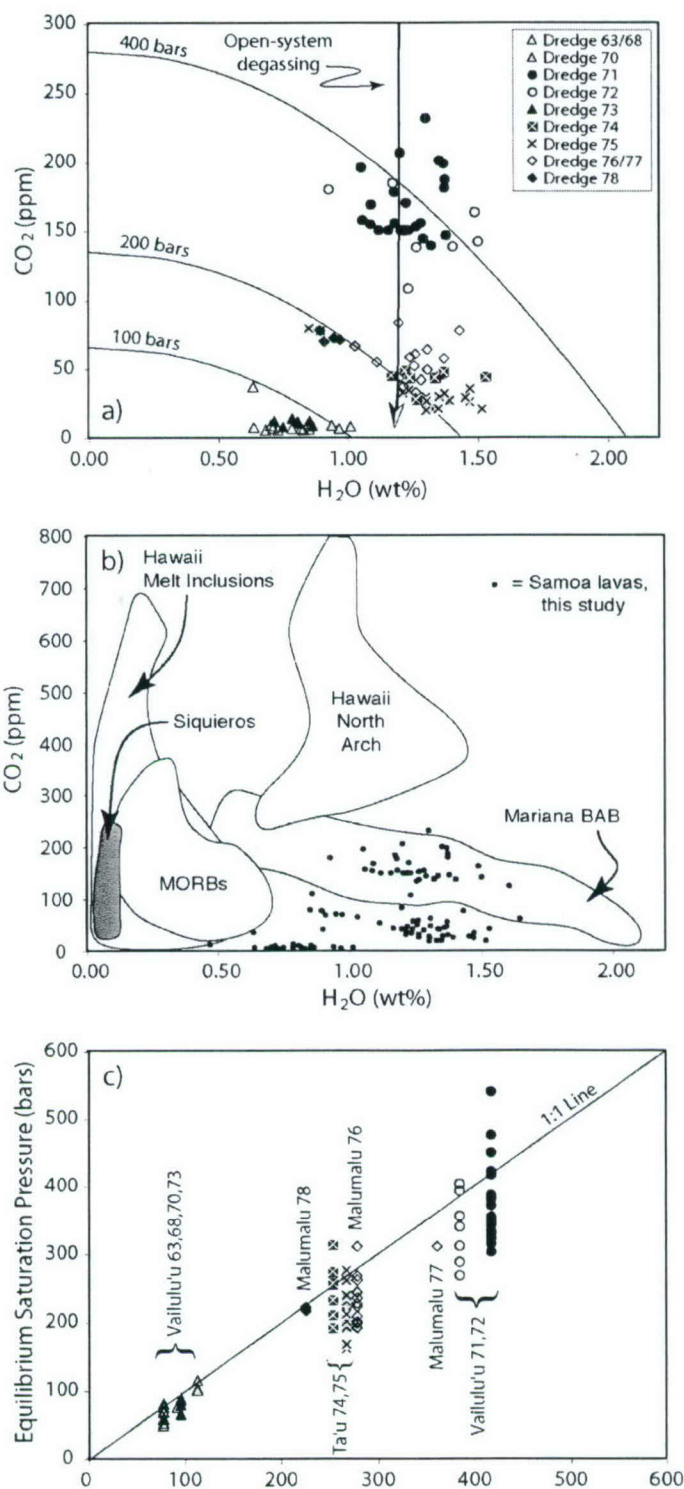 300
250
200
150
100
50
0
CO₂ (ppm)
400 bars
200 bars
100 bars
Open-system
degassing
Dredge 63/68
Dredge 70
Dredge 71
Dredge 72
Dredge 73
Dredge 74
Dredge 75
Dredge 76/77
Dredge 78
a)
0.00 0.50 1.00 1.50 2.00
H₂O (wt%)
800
700
600
500
400
300
200
100
0
CO₂ (ppm)
b)
Hawaii
Melt Inclusions
Siquieros
MORBs
Hawaii
North
Arch
= Samoa lavas,
this study
Mariana BAB
0.00 0.50 1.00 1.50 2.00
H₂O (wt%)
600
500
400
300
200
100
0
Equilibrium Saturation Pressure (bars)
c)
1:1 Line
Vailulu'u 63,68,70,73
Malumalu 78
Ta'u 74,75
Malumalu 76
Malumalu 77
Vailulu'u 71,72
0 100 200 300 400 500 600